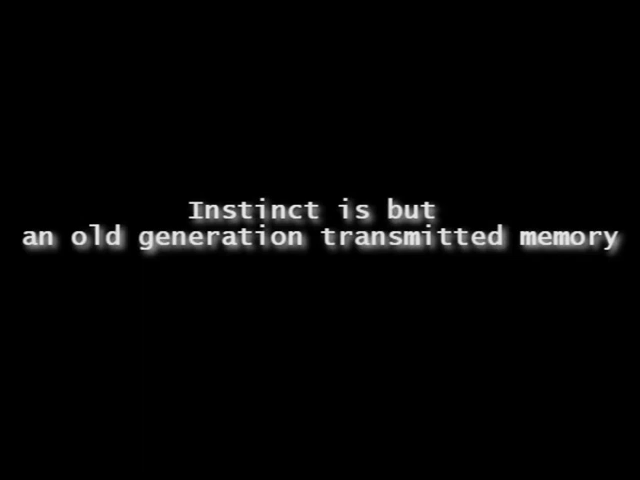 Instinct is but
an old generation transmitted memory